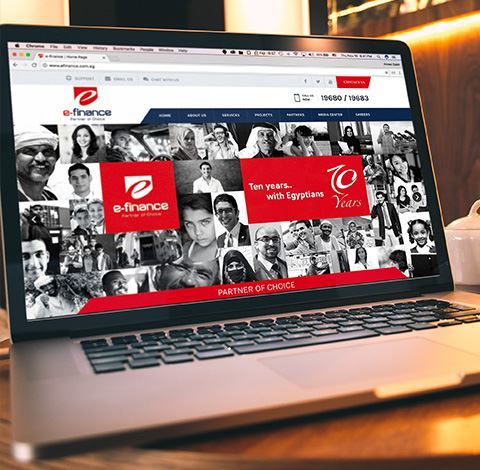 Chrome File Edit View History Bookmarks People Window Help
e-finance | Home Page
www.efinance.com.eg
SUPPORT EMAIL US CHAT WITH US
e-finance
Partner of Choice
CALL US
NOW
19680 / 19683
HOME ABOUT US SERVICES PROJECTS PARTNERS MEDIA CENTER CAREERS
e-finance
Partner of Choice
Ten years..
with Egyptians
10
Years
PARTNER OF CHOICE